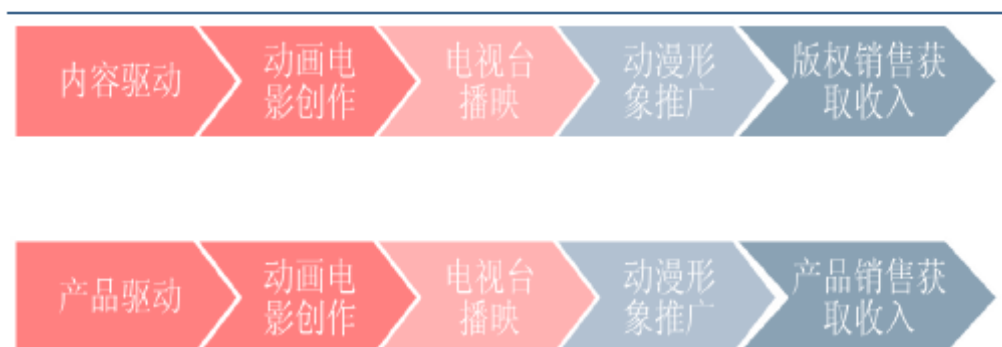 内容驱动
动画电
影创作
电视台
播映
动漫形
象推广
版权销售获
取收入
产品驱动
动画电
影创作
电视台
播映
动漫形
象推广
产品销售获
取收入